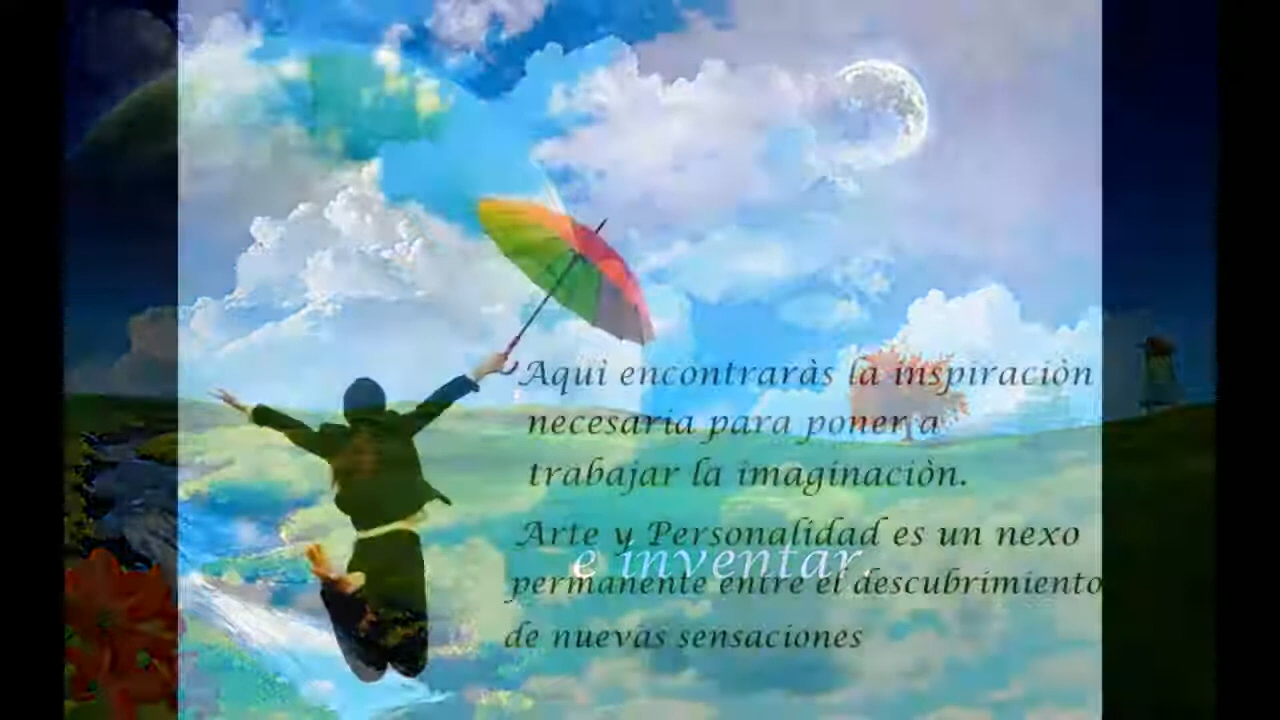 Aquì encontraràs la inspiraciòn
necesaria para poner a
trabajar la imaginaciòn.
Arte y Personalidad es un nexo
e inventar.
permanente entre el descubrimiento
de nuevas sensaciones